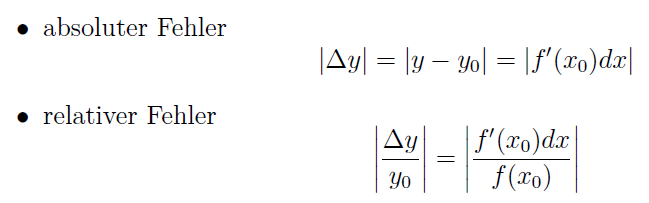 • absoluter Fehler
|Δy| = |y − y₀| = |f′(x₀)dx|
• relativer Fehler
|Δy/y₀| = |f′(x₀)dx/f(x₀)|